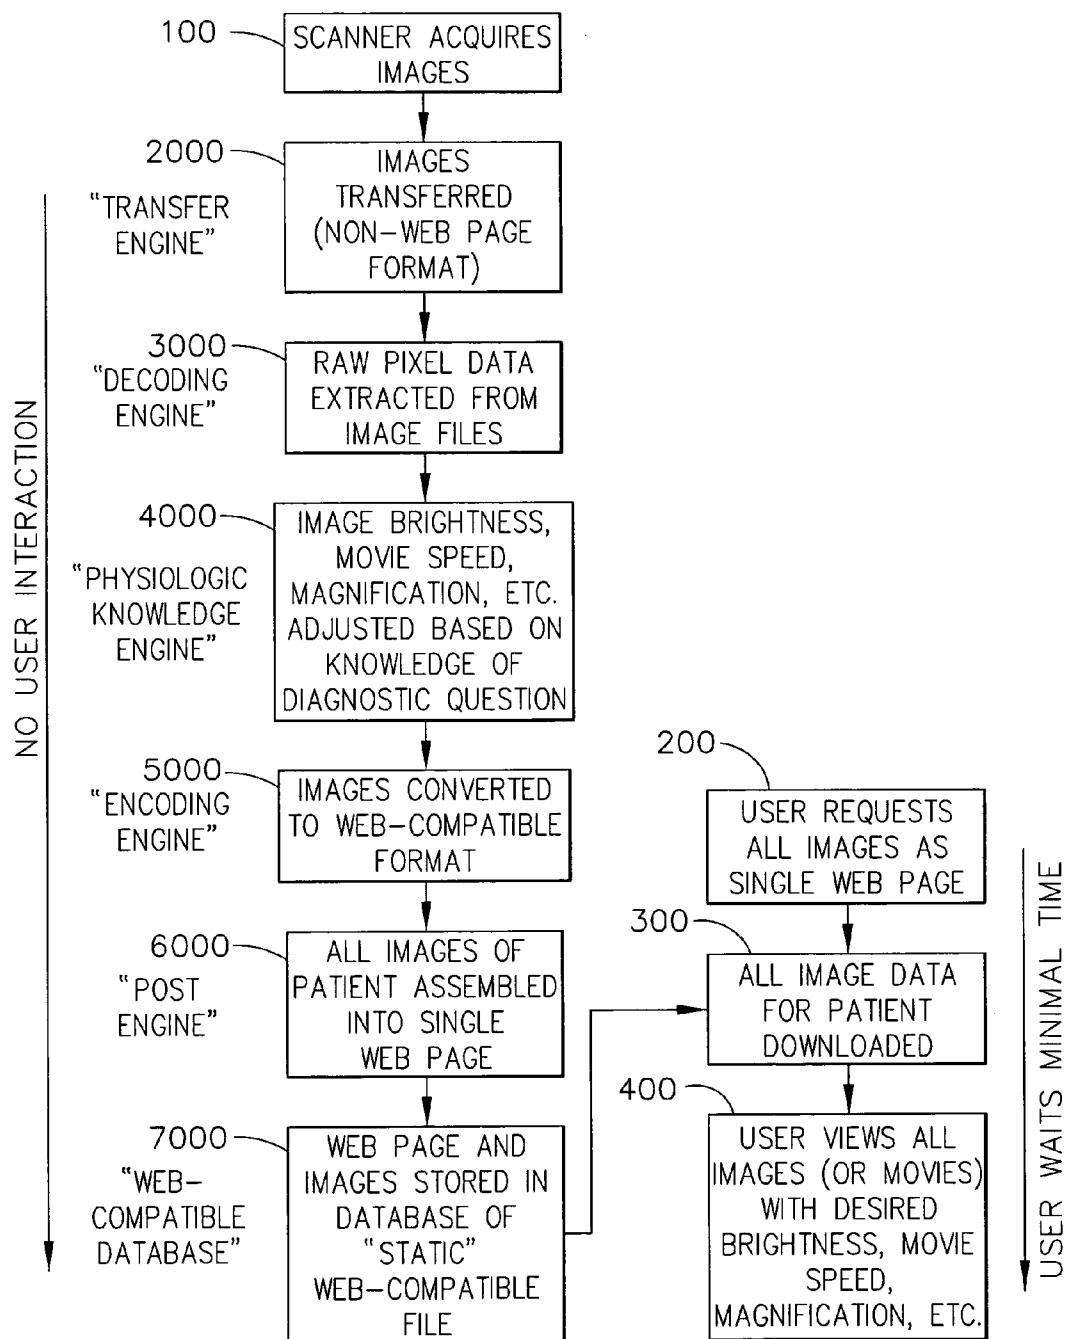 100
SCANNER ACQUIRES
IMAGES
2000
"TRANSFER
ENGINE"
IMAGES
TRANSFERRED
(NON-WEB PAGE
FORMAT)
3000
"DECODING
ENGINE"
RAW PIXEL DATA
EXTRACTED FROM
IMAGE FILES
4000
"PHYSIOLOGIC
KNOWLEDGE
ENGINE"
IMAGE BRIGHTNESS,
MOVIE SPEED,
MAGNIFICATION, ETC.
ADJUSTED BASED ON
KNOWLEDGE OF
DIAGNOSTIC QUESTION
5000
"ENCODING
ENGINE"
IMAGES CONVERTED
TO WEB-COMPATIBLE
FORMAT
6000
"POST
ENGINE"
ALL IMAGES OF
PATIENT ASSEMBLED
INTO SINGLE
WEB PAGE
7000
"WEB-
COMPATIBLE
DATABASE"
WEB PAGE AND
IMAGES STORED IN
DATABASE OF
"STATIC"
WEB-COMPATIBLE
FILE
NO USER INTERACTION
200
USER REQUESTS
ALL IMAGES AS
SINGLE WEB PAGE
300
ALL IMAGE DATA
FOR PATIENT
DOWNLOADED
400
USER VIEWS ALL
IMAGES (OR MOVIES)
WITH DESIRED
BRIGHTNESS, MOVIE
SPEED,
MAGNIFICATION, ETC.
USER WAITS MINIMAL TIME